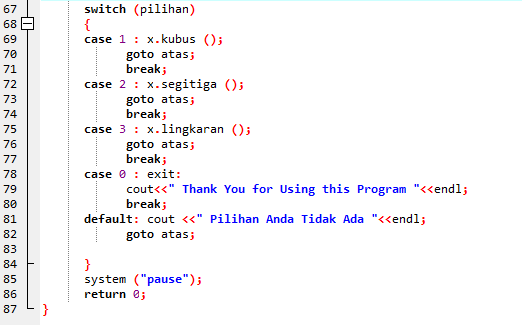 67 switch (pilihan)
68 {
69 case 1 : x.kubus ();
70 goto atas;
71 break;
72 case 2 : x.segitiga ();
73 goto atas;
74 break;
75 case 3 : x.lingkaran ();
76 goto atas;
77 break;
78 case 0 : exit:
79 cout<<" Thank You for Using this Program "<<endl;
80 break;
81 default: cout <<" Pilihan Anda Tidak Ada "<<endl;
82 goto atas;
83
84 }
85 system ("pause");
86 return 0;
87 }